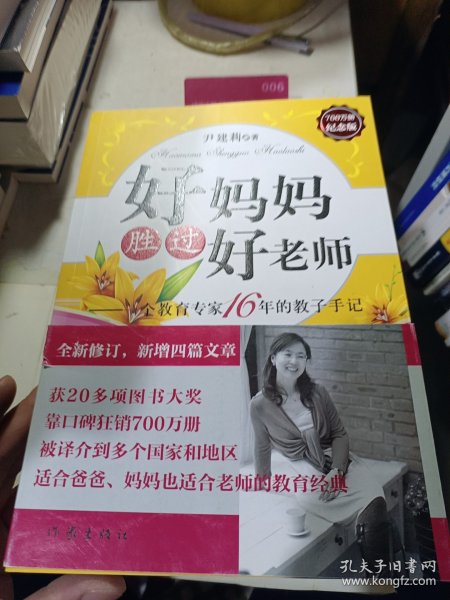 006
700万册
纪念版
尹建莉 著
Haomama Shengguo Haolaoshi
好妈妈
胜过
好老师
——一个教育专家16年的教子手记
全新修订，新增四篇文章
获20多项图书大奖
靠口碑狂销700万册
被译介到多个国家和地区
适合爸爸、妈妈也适合老师的教育经典
作家出版社
孔夫子旧书网
www.kongfz.com